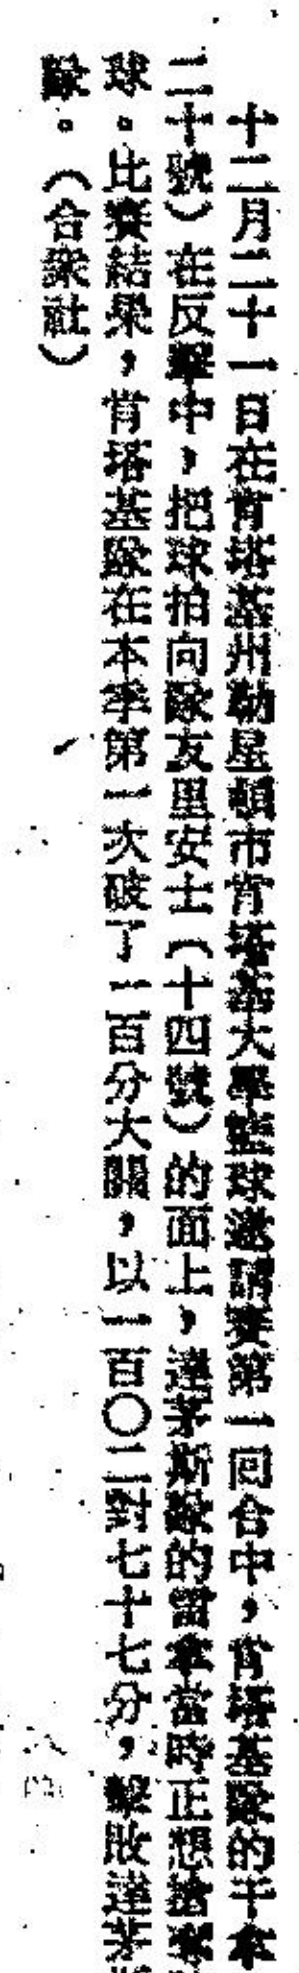 十二月二十一日在肯塔基州勒星頓市肯塔基大學籃球邀請賽第一回合中，肯塔基隊的干拿
二十號）在反擊中，把球拍向隊友里安士（十四號）的面上，達茅斯隊的雷拿當時正想搶奪
球。比賽結果，肯塔基隊在本季第一次破了一百分大關，以一百〇二對七十七分，擊敗達茅斯
隊。（合衆社）